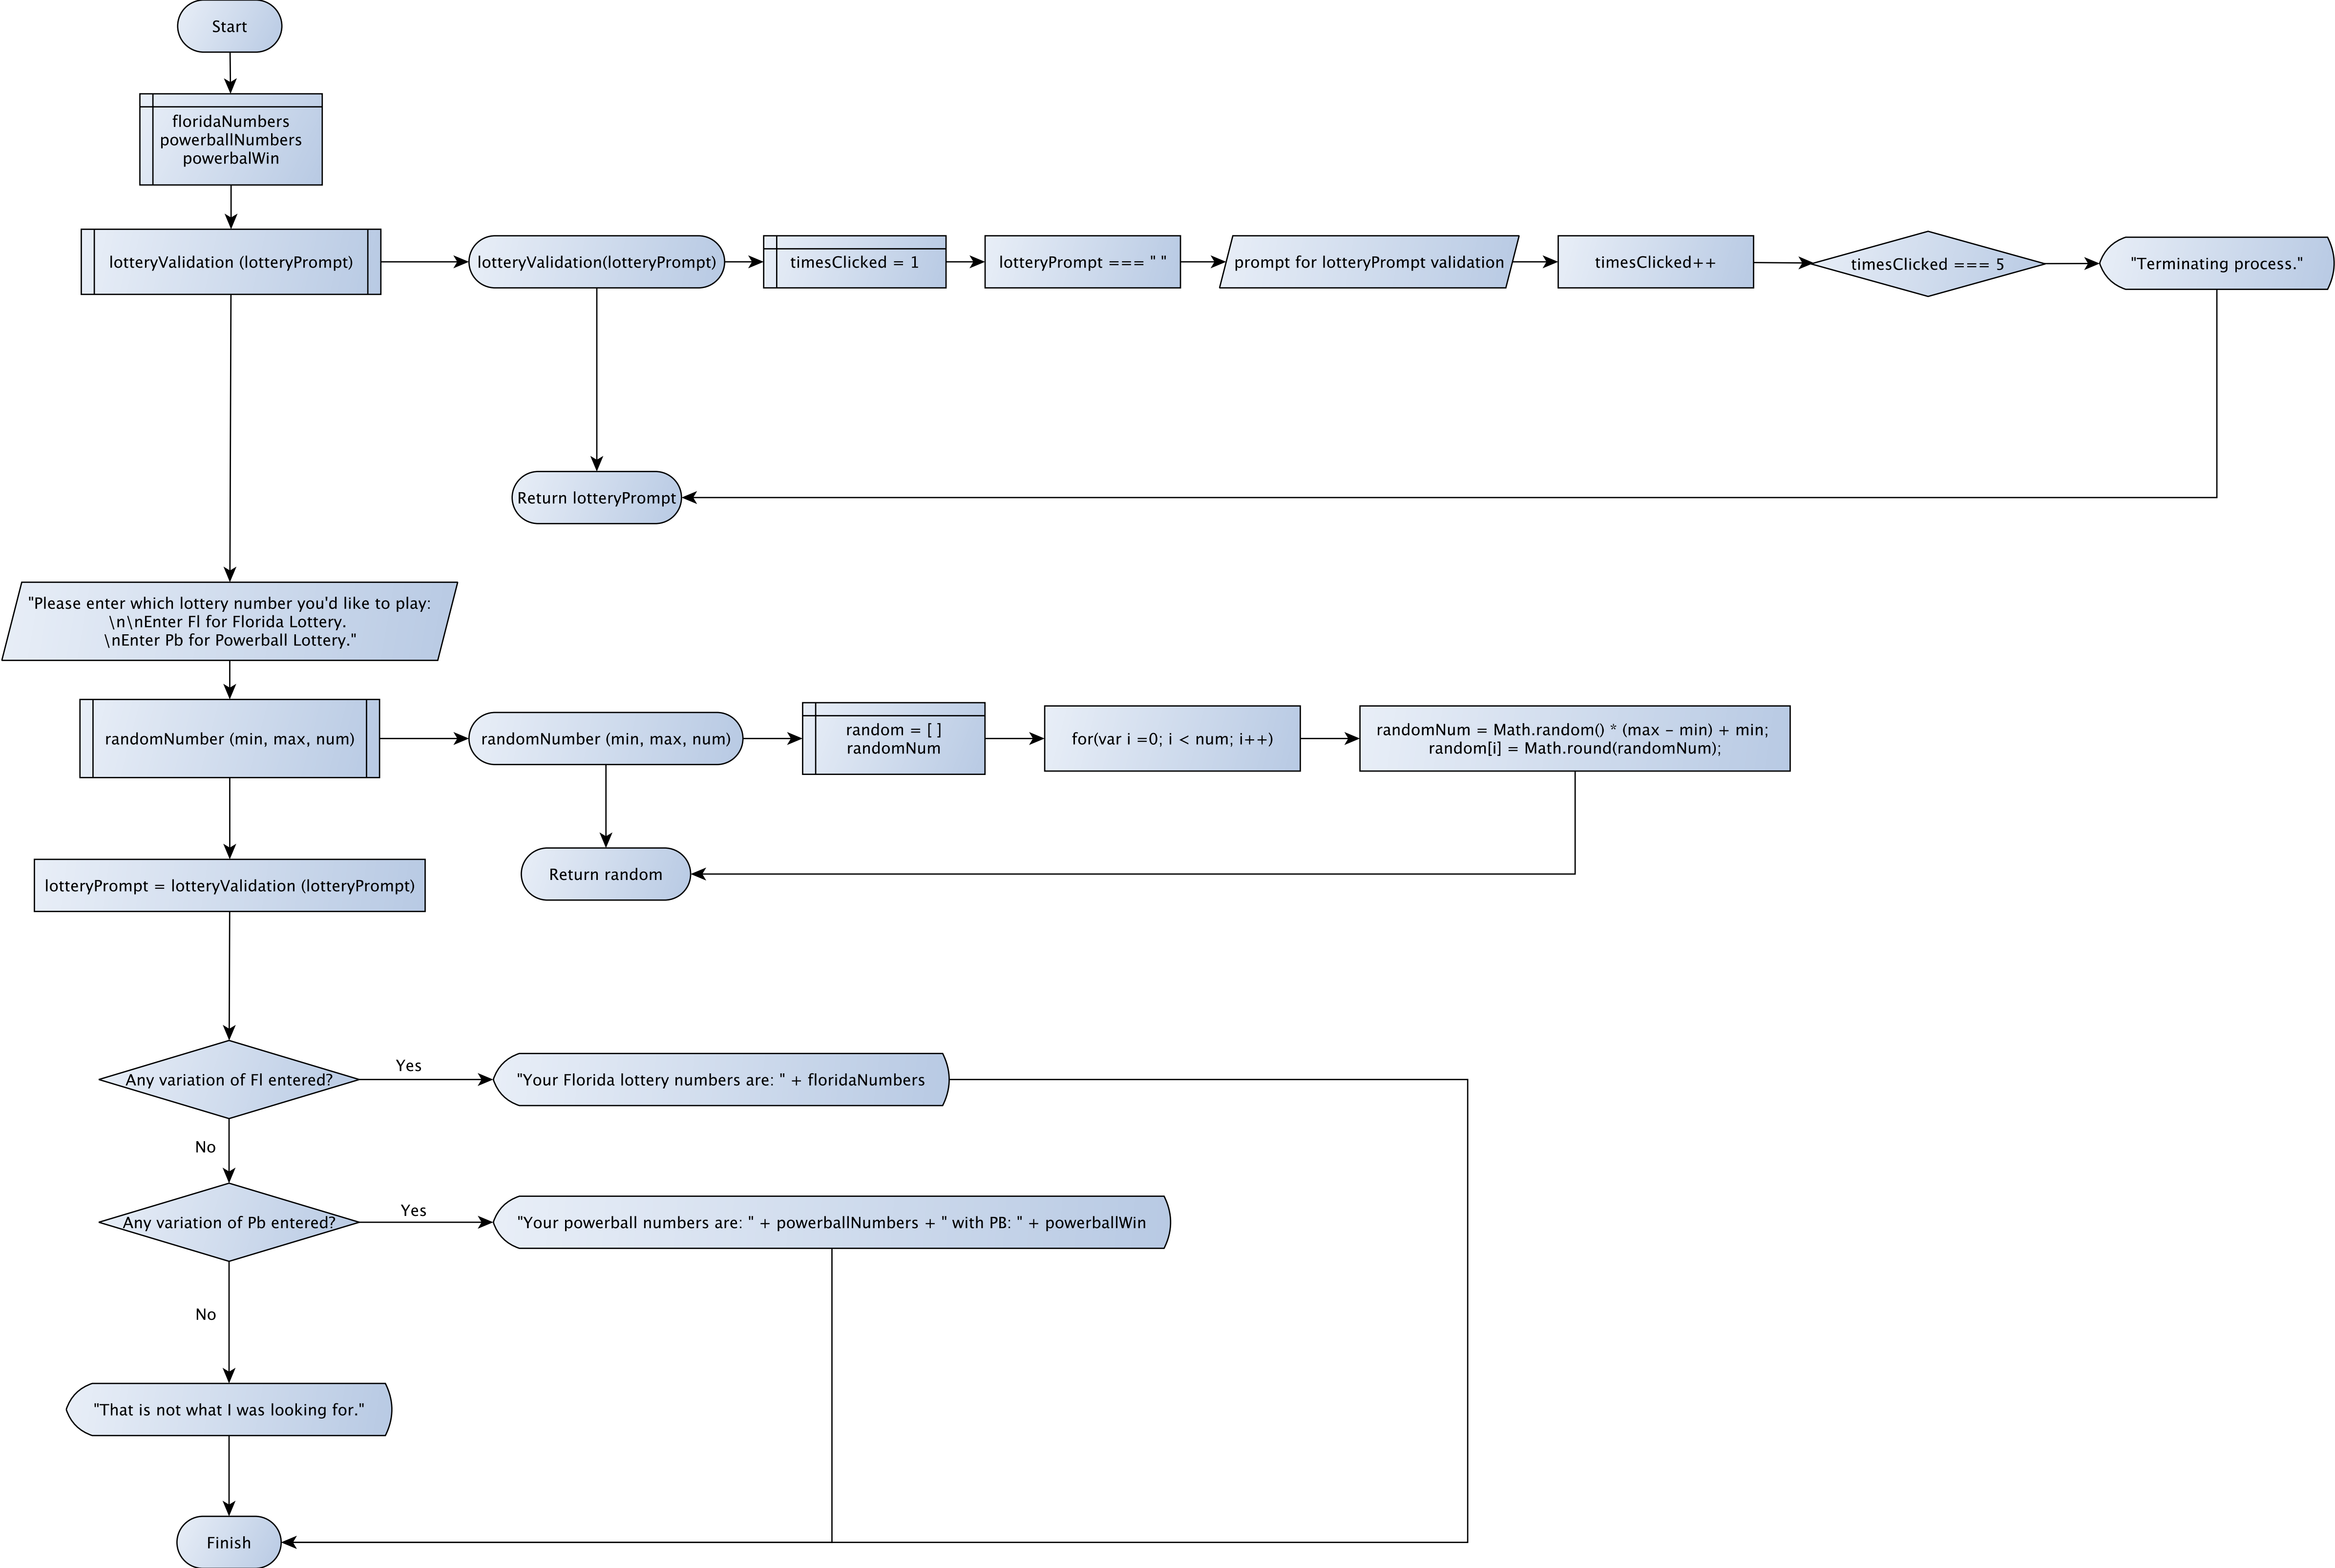 Start
floridaNumbers
powerballNumbers
powerbalWin
lotteryValidation (lotteryPrompt)
lotteryValidation(lotteryPrompt)
timesClicked = 1
lotteryPrompt === " "
prompt for lotteryPrompt validation
timesClicked++
timesClicked === 5
"Terminating process."
Return lotteryPrompt
"Please enter which lottery number you'd like to play:
\n\nEnter Fl for Florida Lottery.
\nEnter Pb for Powerball Lottery."
randomNumber (min, max, num)
randomNumber (min, max, num)
random = [ ]
randomNum
for(var i =0; i < num; i++)
randomNum = Math.random() * (max - min) + min;
random[i] = Math.round(randomNum);
Return random
lotteryPrompt = lotteryValidation (lotteryPrompt)
Any variation of Fl entered?
Yes
"Your Florida lottery numbers are: " + floridaNumbers
No
Any variation of Pb entered?
Yes
"Your powerball numbers are: " + powerballNumbers + " with PB: " + powerballWin
No
"That is not what I was looking for."
Finish